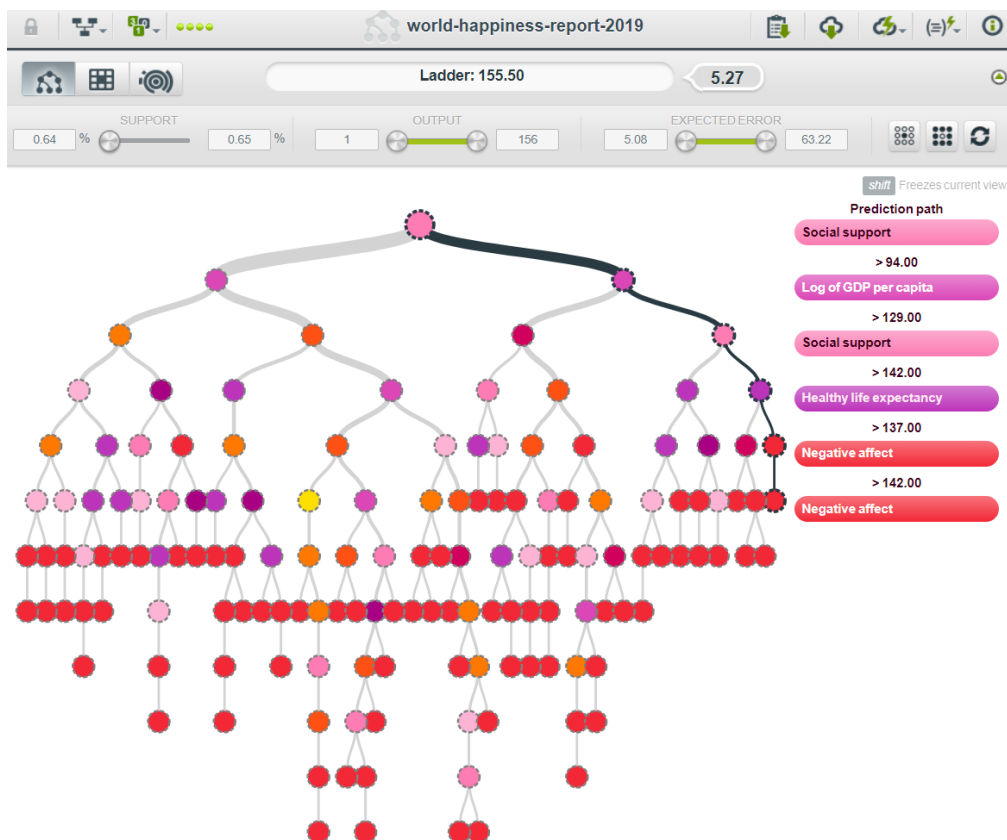 world-happiness-report-2019
Ladder: 155.50
5.27
SUPPORT
OUTPUT
EXPECTED ERROR
0.64 % 0.65 % 1 156 5.08 63.22
shift Freezes current view
Prediction path
Social support
> 94.00
Log of GDP per capita
> 129.00
Social support
> 142.00
Healthy life expectancy
> 137.00
Negative affect
> 142.00
Negative affect